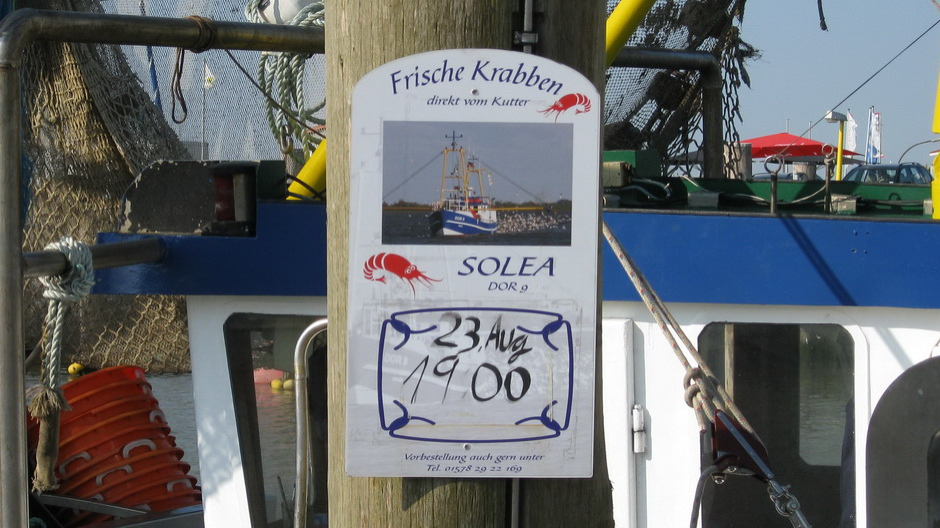 Frische Krabben
direkt vom Kutter
SOLEA
DOR 9
23. Aug
19 00
Vorbestellung auch gern unter
Tel. 01578 29 22 169